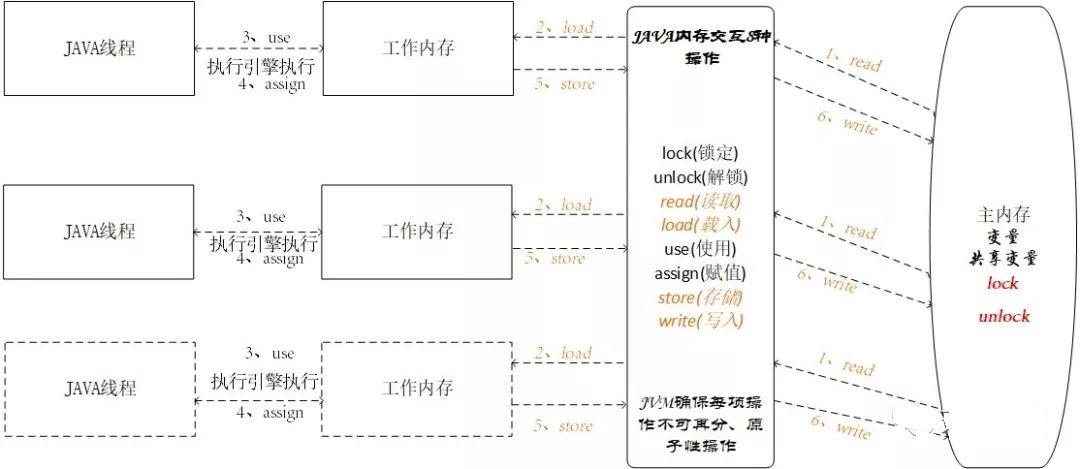 JAVA线程
3、use
执行引擎执行
4、assign
工作内存
2、load
5、store
JAVA内存交互8种
操作
1、read
6、write
JAVA线程
3、use
执行引擎执行
4、assign
工作内存
2、load
5、store
lock(锁定)
unlock(解锁)
read(读取)
load(载入)
use(使用)
assign(赋值)
store(存储)
write(写入)
1、read
6、write
主内存
变量
共享变量
lock
unlock
JAVA线程
3、use
执行引擎执行
4、assign
工作内存
2、load
5、store
JVM确保每项操
作不可再分、原
子性操作
1、read
6、write